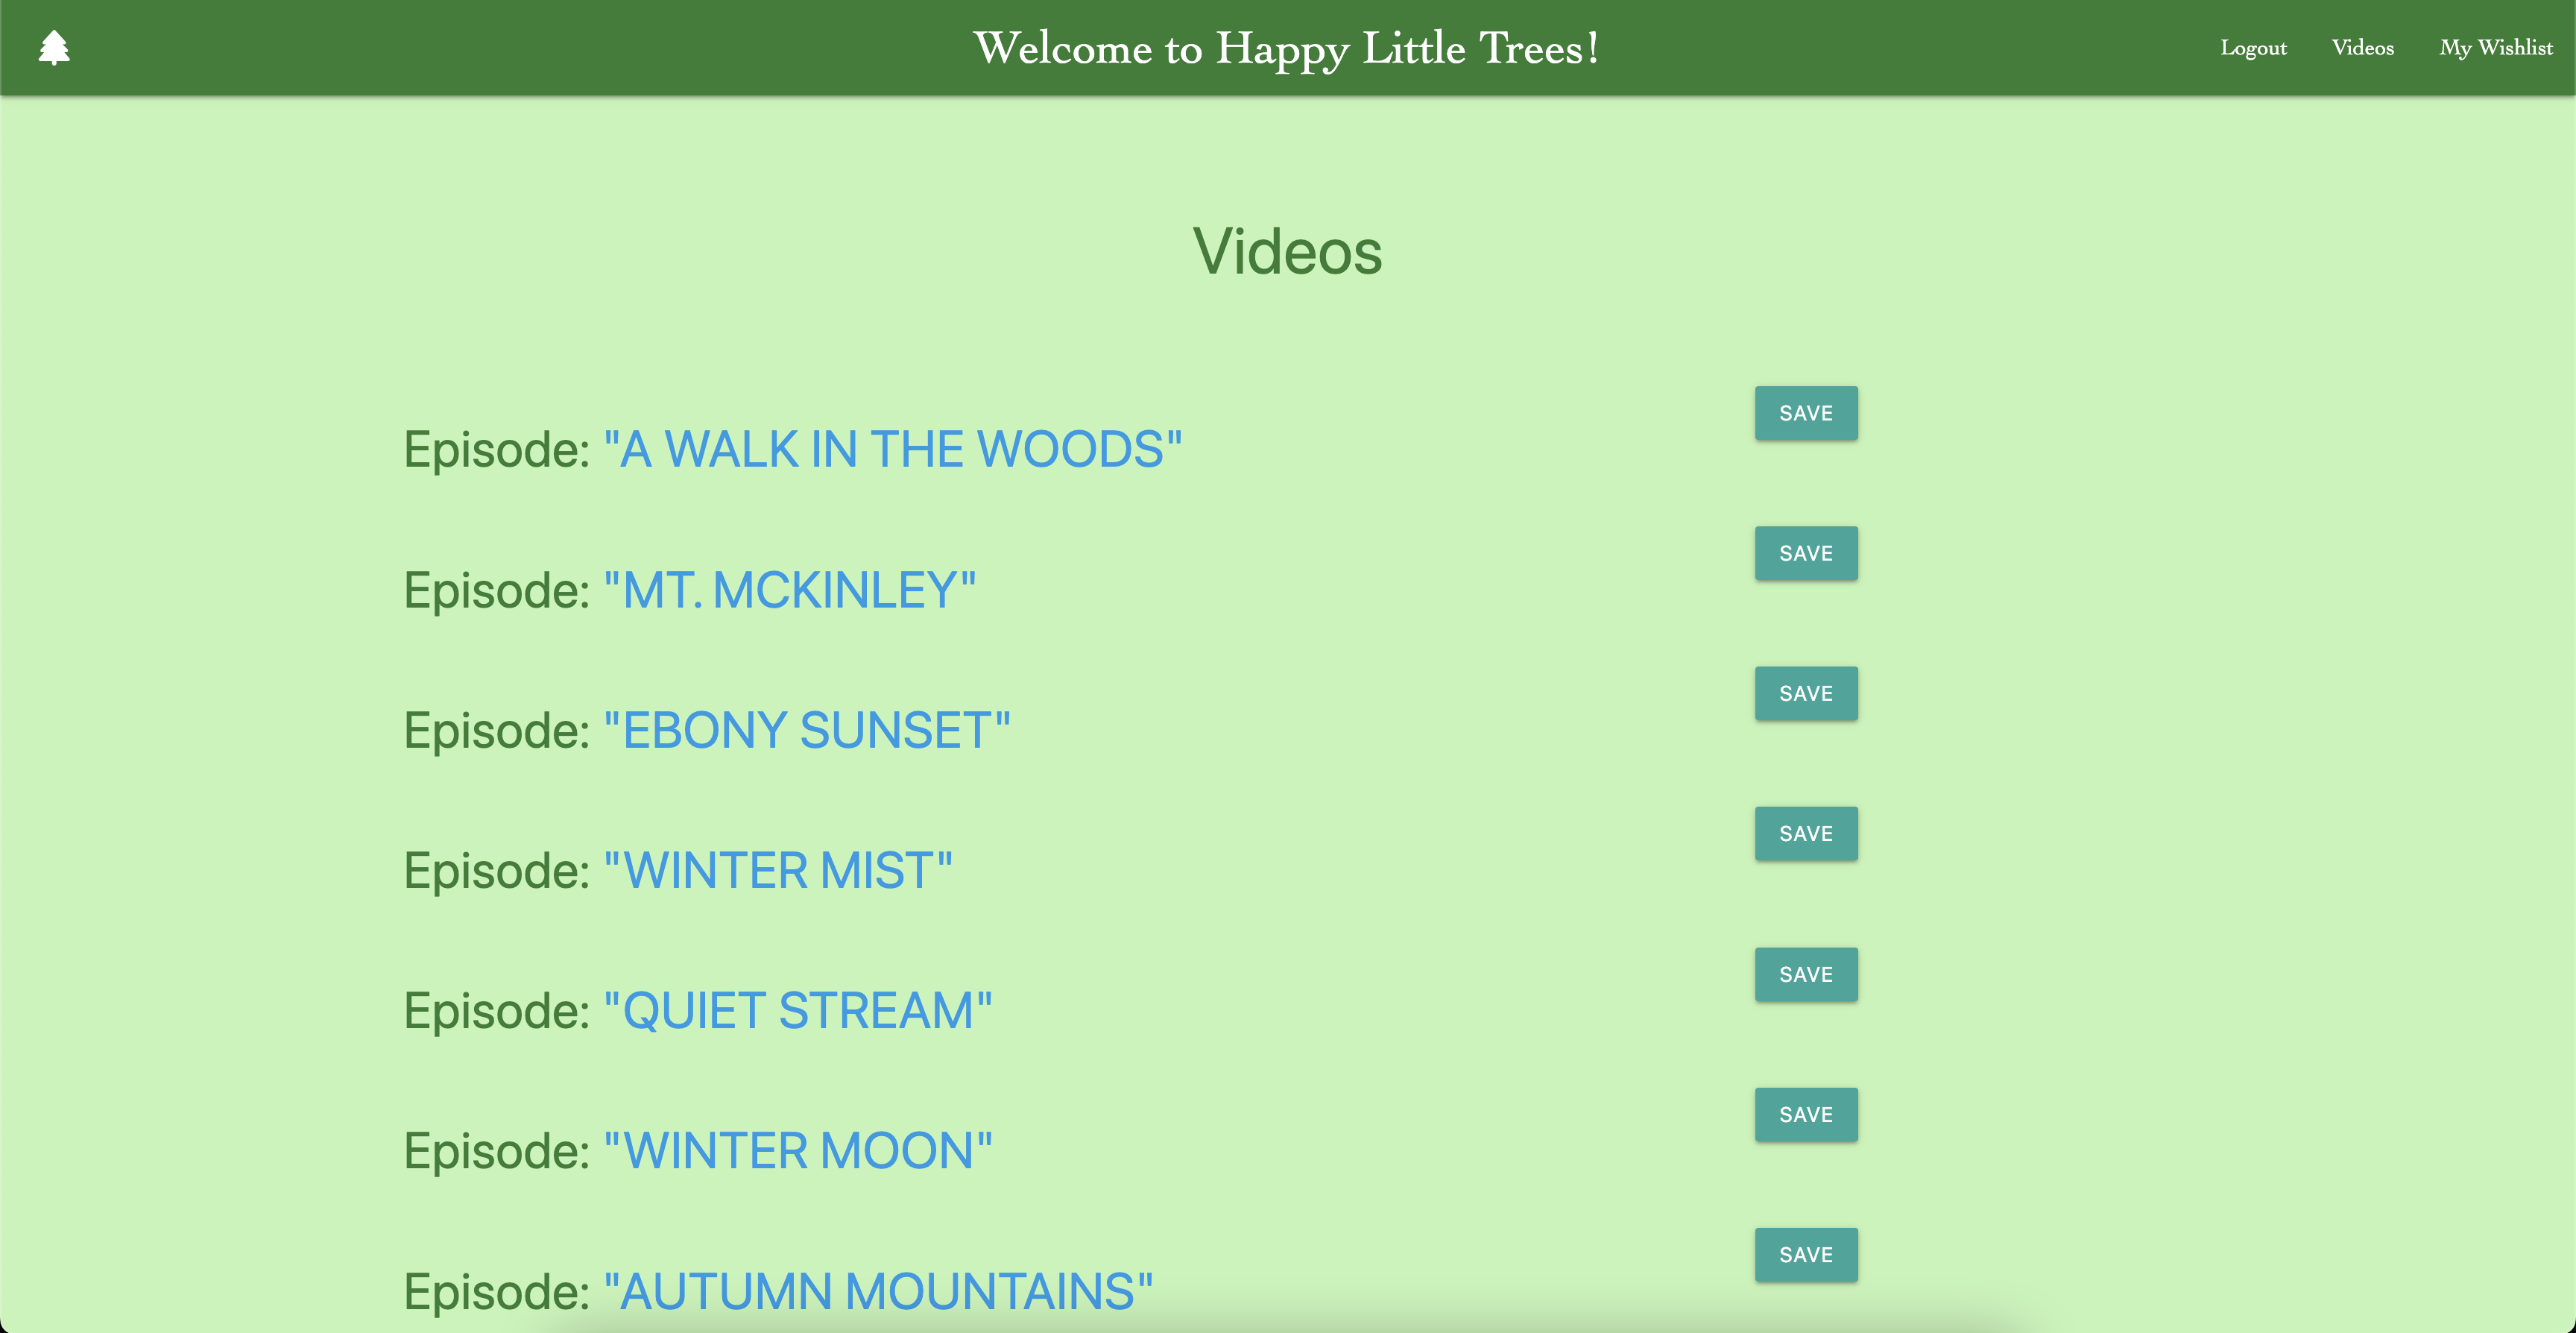 Welcome to Happy Little Trees!
Logout Videos My Wishlist
Videos
SAVE
Episode: "A WALK IN THE WOODS"
SAVE
Episode: "MT. MCKINLEY"
SAVE
Episode: "EBONY SUNSET"
SAVE
Episode: "WINTER MIST"
SAVE
Episode: "QUIET STREAM"
SAVE
Episode: "WINTER MOON"
SAVE
Episode: "AUTUMN MOUNTAINS"